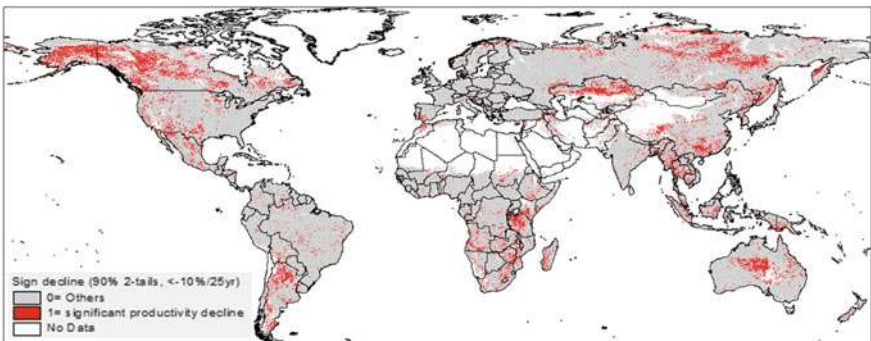 Sign decline (90% 2-tails, <-10%/25yr)
0= Others
1= significant productivity decline
No Data